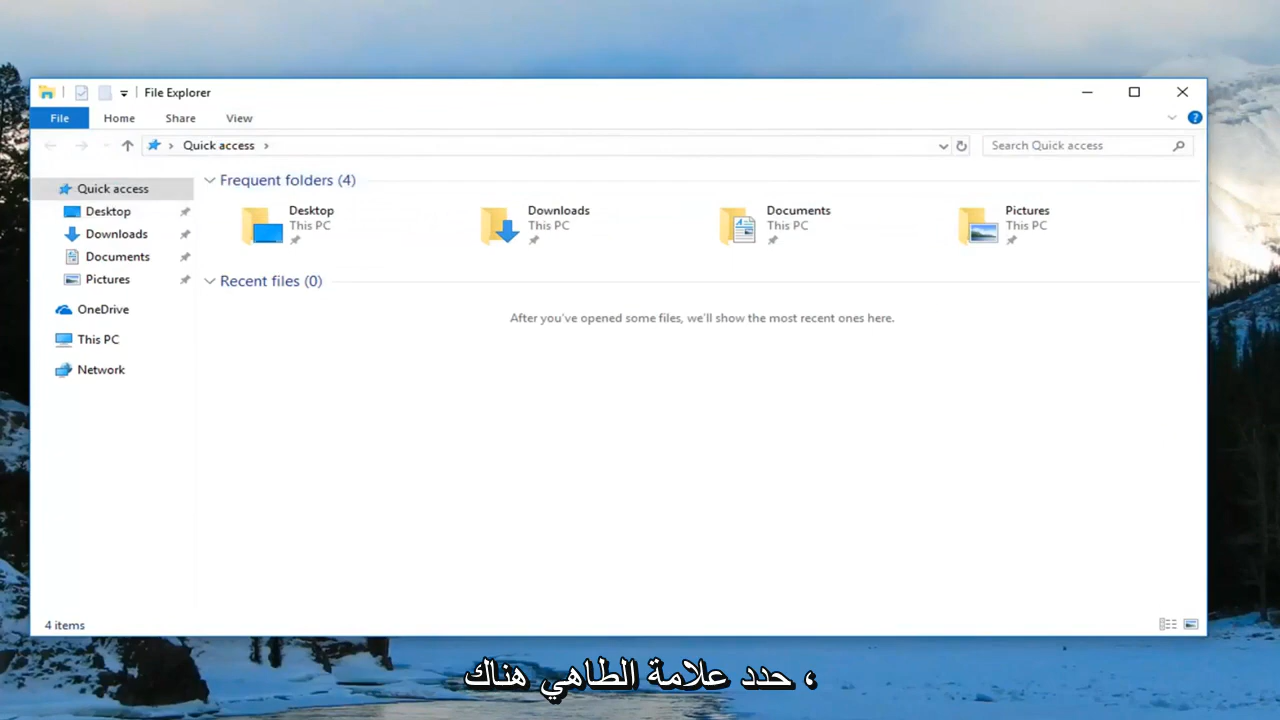 File Explorer
File Home Share View
Quick access
Search Quick access
Quick access
Desktop
Downloads
Documents
Pictures
OneDrive
This PC
Network
Frequent folders (4)
Desktop
This PC
Downloads
This PC
Documents
This PC
Pictures
This PC
Recent files (0)
After you've opened some files, we'll show the most recent ones here.
4 items
، حدد علامة الطاهي هناك